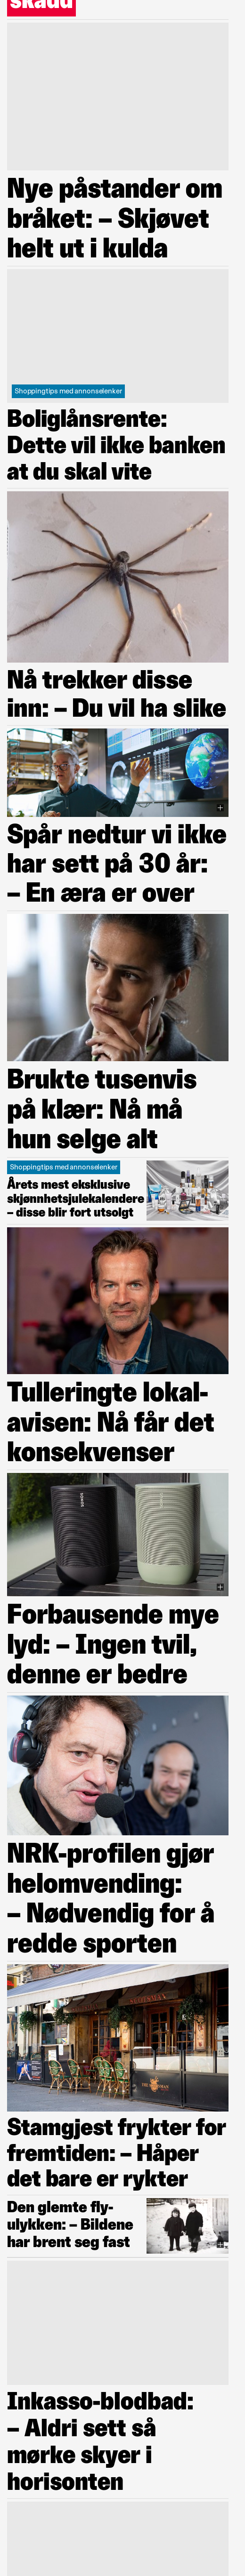 skadd
Nye påstander om
bråket: – Skjøvet
helt ut i kulda
Shoppingtips med annonselenker
Boliglånsrente:
Dette vil ikke banken
at du skal vite
Nå trekker disse
inn: – Du vil ha slike
Spår nedtur vi ikke
har sett på 30 år:
– En æra er over
Brukte tusenvis
på klær: Nå må
hun selge alt
Shoppingtips med annonselenker
Årets mest eksklusive
skjønnhetsjulekalendere
– disse blir fort utsolgt
Tulleringte lokal-
avisen: Nå får det
konsekvenser
SONOS
Forbausende mye
lyd: – Ingen tvil,
denne er bedre
NRK-profilen gjør
helomvending:
– Nødvendig for å
redde sporten
Stamgjest frykter for
fremtiden: – Håper
det bare er rykter
Den glemte fly-
ulykken: – Bildene
har brent seg fast
Inkasso-blodbad:
– Aldri sett så
mørke skyer i
horisonten